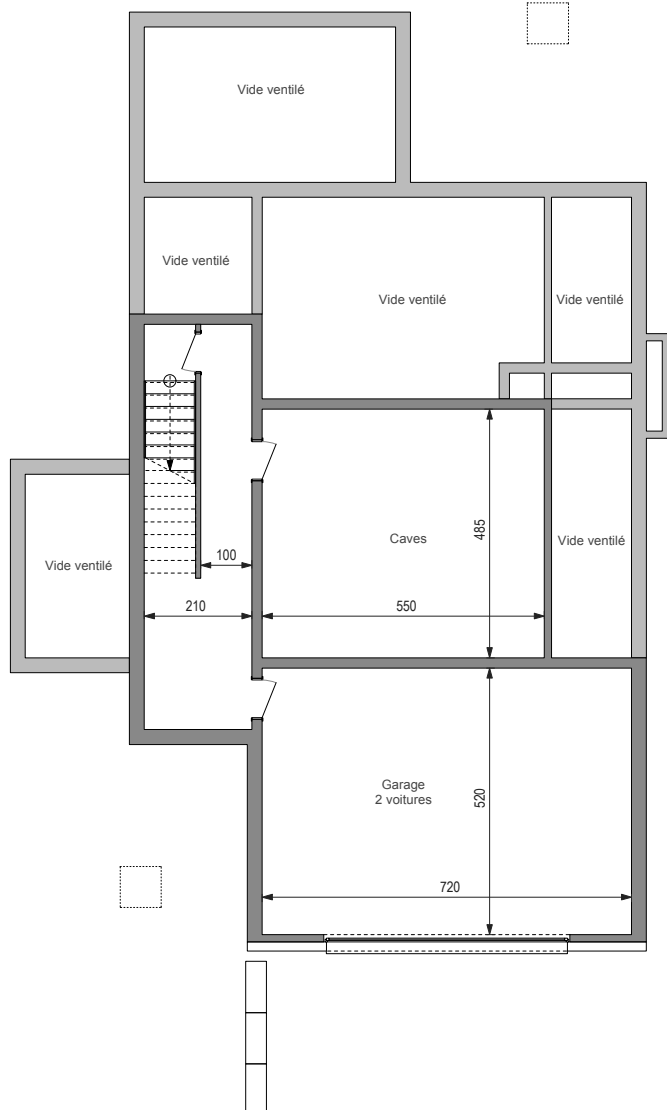 Vide ventilé
Vide ventilé
Vide ventilé
Vide ventilé
485
Caves
Vide ventilé
100
Vide ventilé
210
550
Garage
2 voitures
520
720